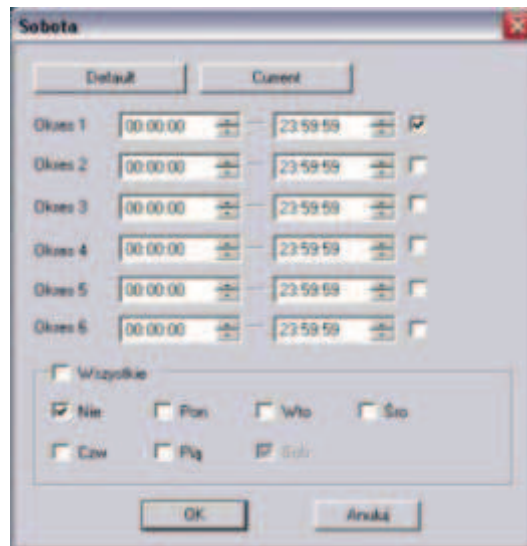 Sobota
Default Current
Okres 1 00:00:00 - 23:59:59
Okres 2 00:00:00 - 23:59:59
Okres 3 00:00:00 - 23:59:59
Okres 4 00:00:00 - 23:59:59
Okres 5 00:00:00 - 23:59:59
Okres 6 00:00:00 - 23:59:59
Wszystkie
Nie Pon Wto Śro
Czw Pią Sob
OK Anuluj